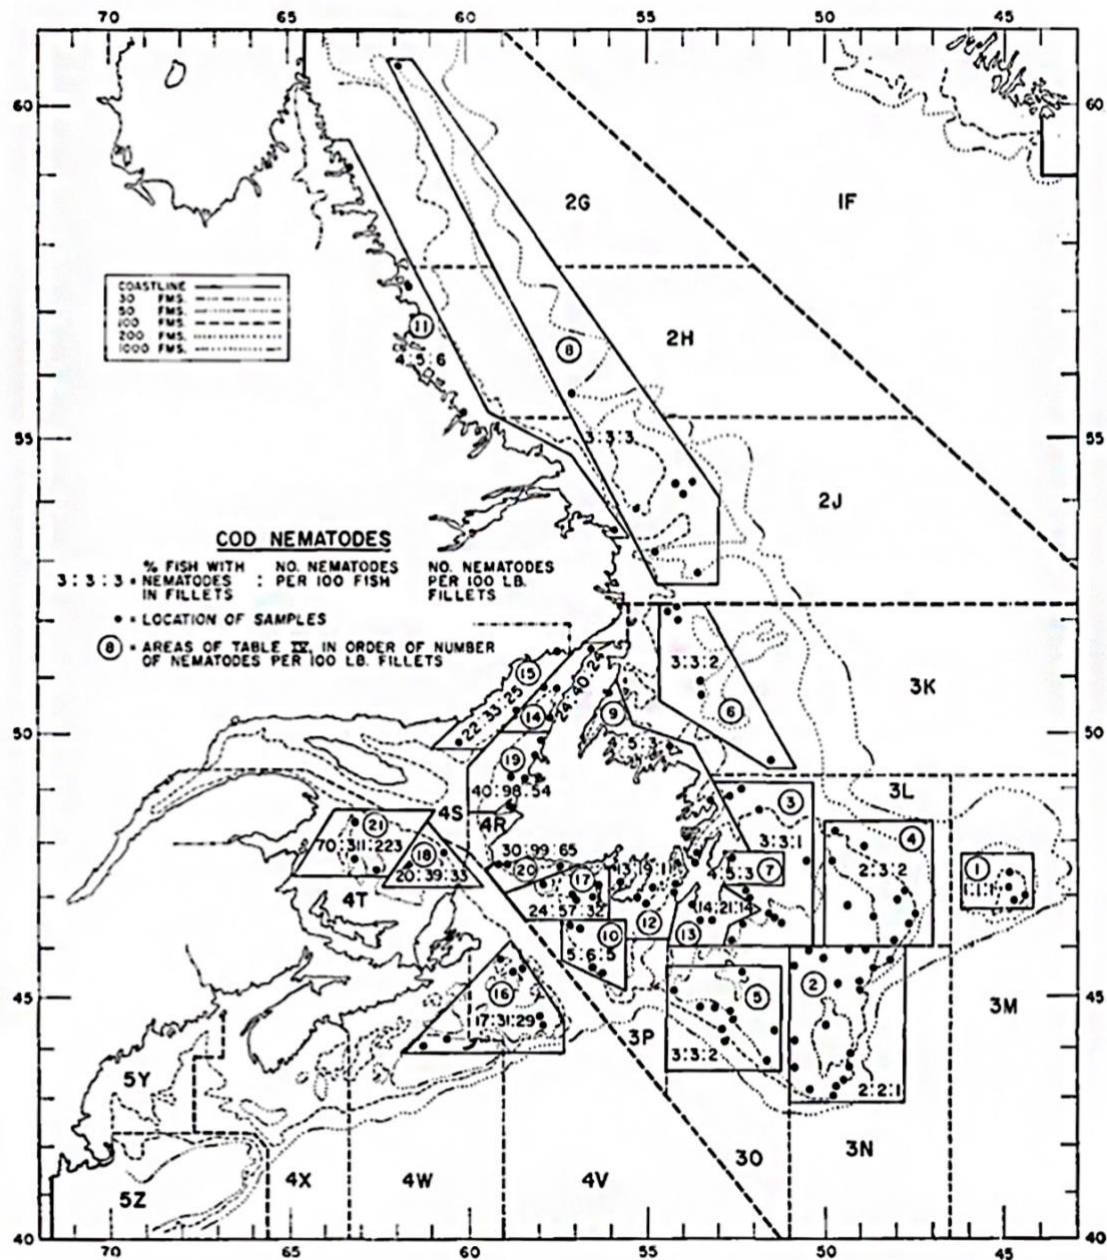 70 65 60 55 50 45
60 60
2G 1F
COASTLINE
30 FMS.
50 FMS.
100 FMS.
200 FMS.
1000 FMS.
11
4:5:6
8
2H
55 55
3:3:3
2J
COD NEMATODES
3:3:3 = % FISH WITH NEMATODES IN FILLETS : NO. NEMATODES PER 100 FISH NO. NEMATODES PER 100 LB. FILLETS
• = LOCATION OF SAMPLES
8 = AREAS OF TABLE IV, IN ORDER OF NUMBER
OF NEMATODES PER 100 LB. FILLETS
15
22:33:25
14
24:40:24
9
5:3
3:3:2
6
3K
50 50
19
40:98:54
4S
4R
3
3:3:1
3L
4
2:3:2
21
70:311:223
18
20:39:33
30:99:65
20
17
24:57:32
13:19:1
12
4:5:3
7
14:21:14
13
1
1:1:1
4T
10
5:6:5
16
17:31:29
45 45
5
3:3:2
2
2:2:1
3M
3P
5Y
5Z 4X 4W 4V 3O 3N
40 40
70 65 60 55 50 45